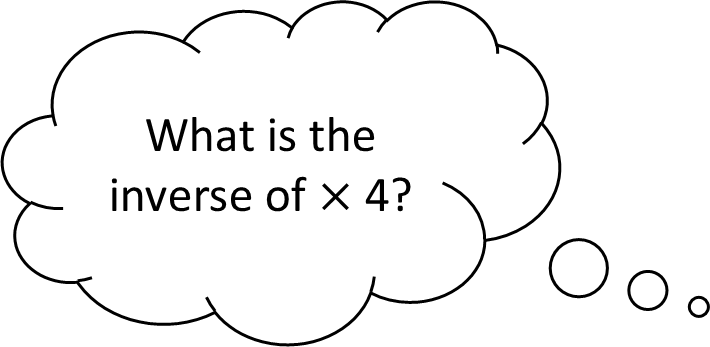 What is the
inverse of × 4?